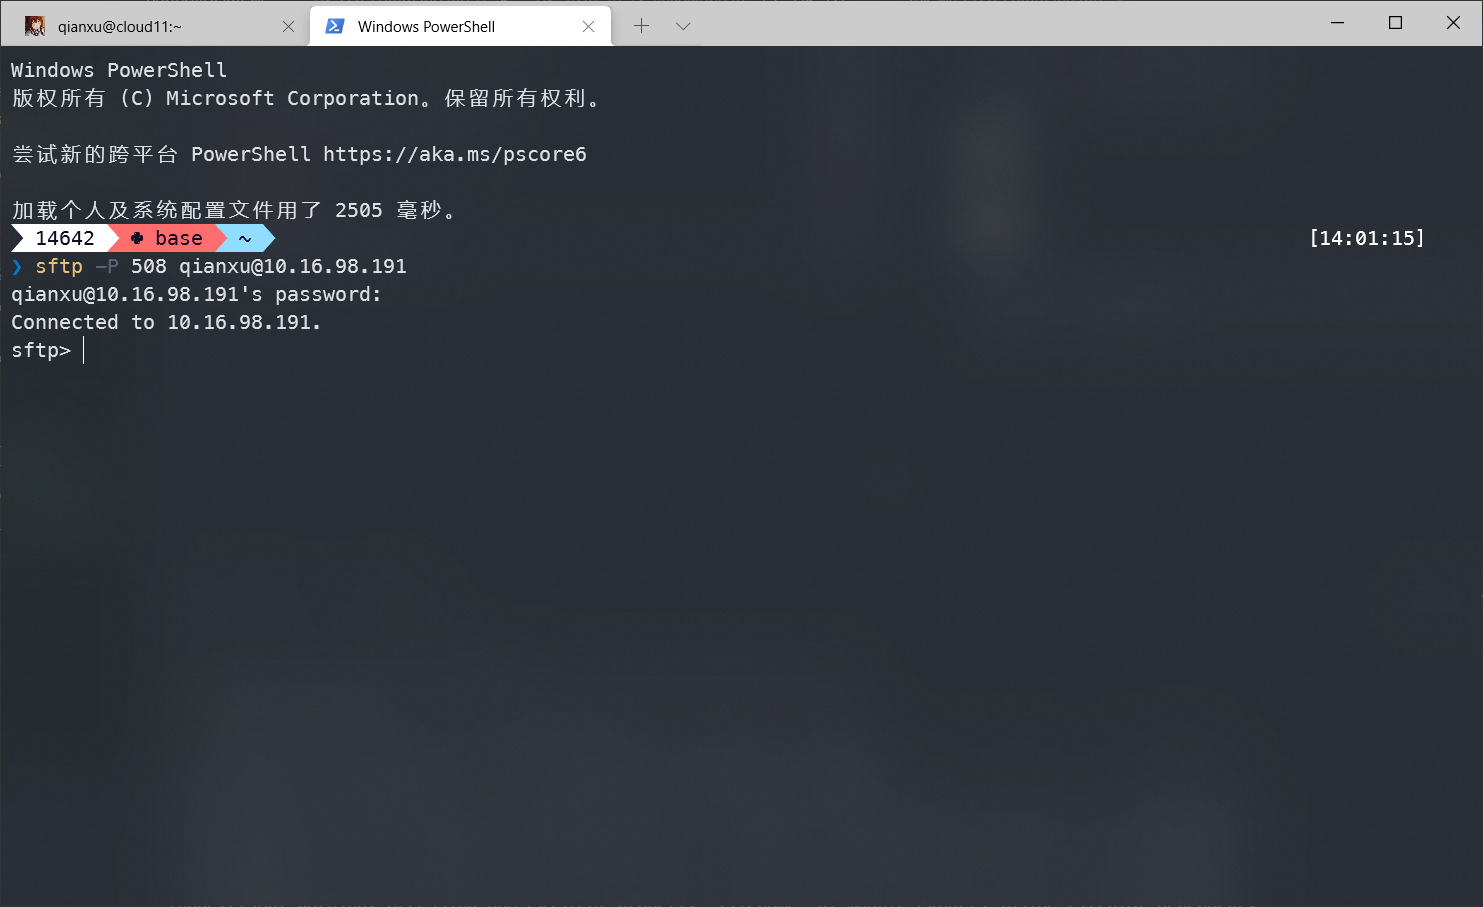 qianxu@cloud11:~
Windows PowerShell
Windows PowerShell
版权所有 (C) Microsoft Corporation。保留所有权利。
尝试新的跨平台 PowerShell https://aka.ms/pscore6
加载个人及系统配置文件用了 2505 毫秒。
14642 base ~ [14:01:15]
❯ sftp -P 508 qianxu@10.16.98.191
qianxu@10.16.98.191's password:
Connected to 10.16.98.191.
sftp>